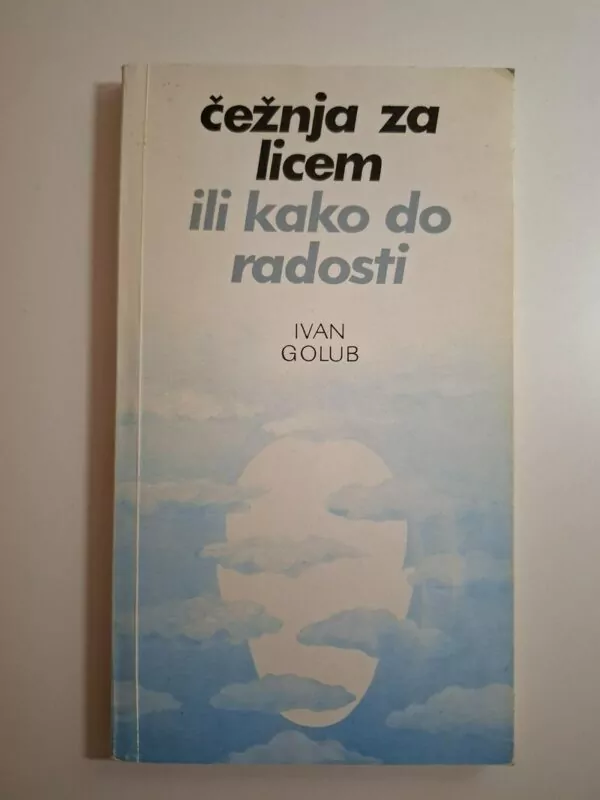 čežnja za
licem
ili kako do
radosti
IVAN
GOLUB